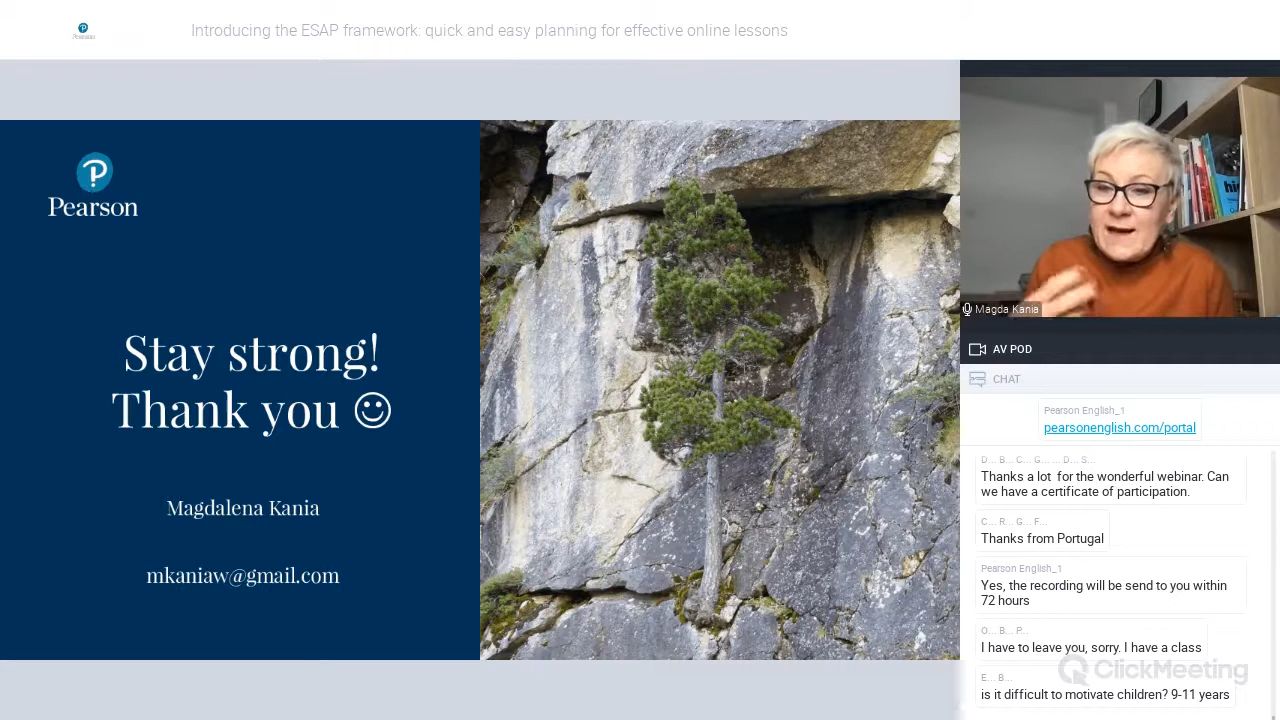 Pearson
Introducing the ESAP framework: quick and easy planning for effective online lessons
Pearson
Stay strong!
Thank you ☺
Magdalena Kania
mkaniaw@gmail.com
Magda Kania
AV POD
CHAT
Pearson English_1
pearsonenglish.com/portal
D... B... C... G... ... D... S...
Thanks a lot for the wonderful webinar. Can
we have a certificate of participation.
C... R... G... F...
Thanks from Portugal
Pearson English_1
Yes, the recording will be send to you within
72 hours
O... B... P...
I have to leave you, sorry. I have a class
ClickMeeting
E... B...
is it difficult to motivate children? 9-11 years